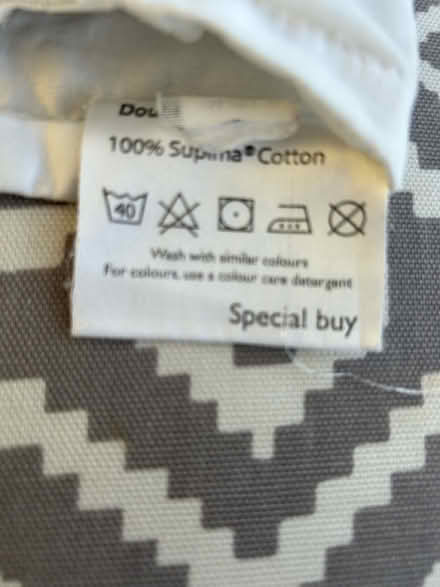 100% Supima® Cotton
40
Wash with similar colours
For colours, use a colour care detergent
Special buy